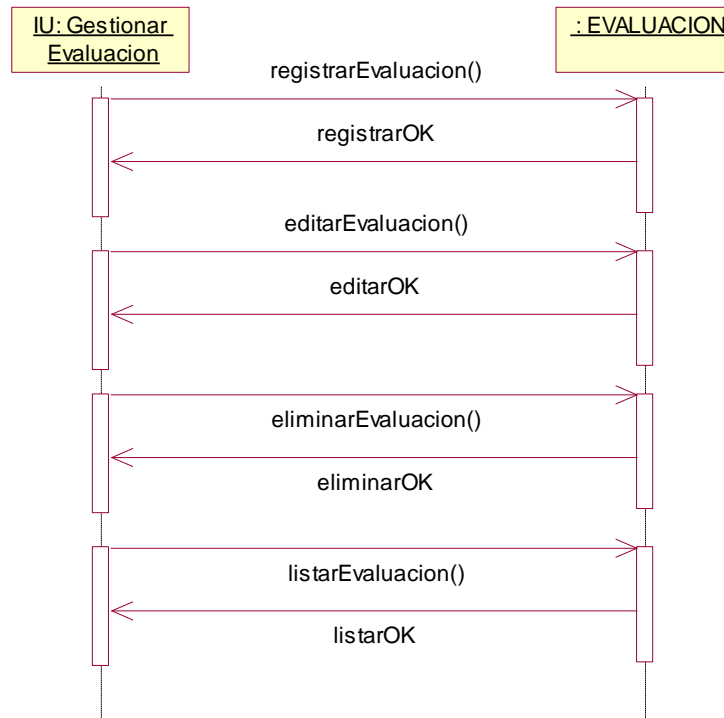 IU: Gestionar
Evaluacion
: EVALUACION
registrarEvaluacion()
registrarOK
editarEvaluacion()
editarOK
eliminarEvaluacion()
eliminarOK
listarEvaluacion()
listarOK